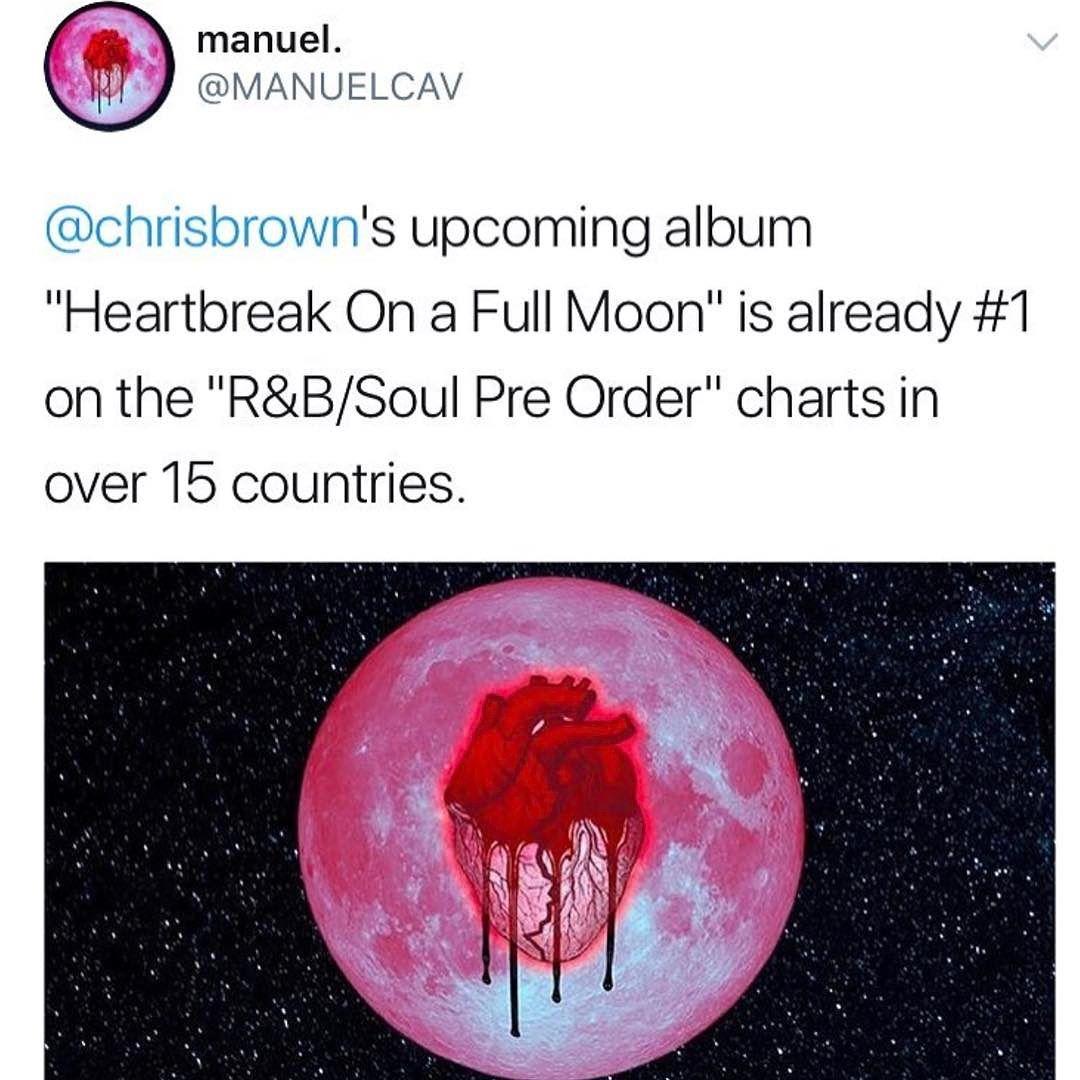 manuel.
@MANUELCAV
@chrisbrown's upcoming album
"Heartbreak On a Full Moon" is already #1
on the "R&B/Soul Pre Order" charts in
over 15 countries.